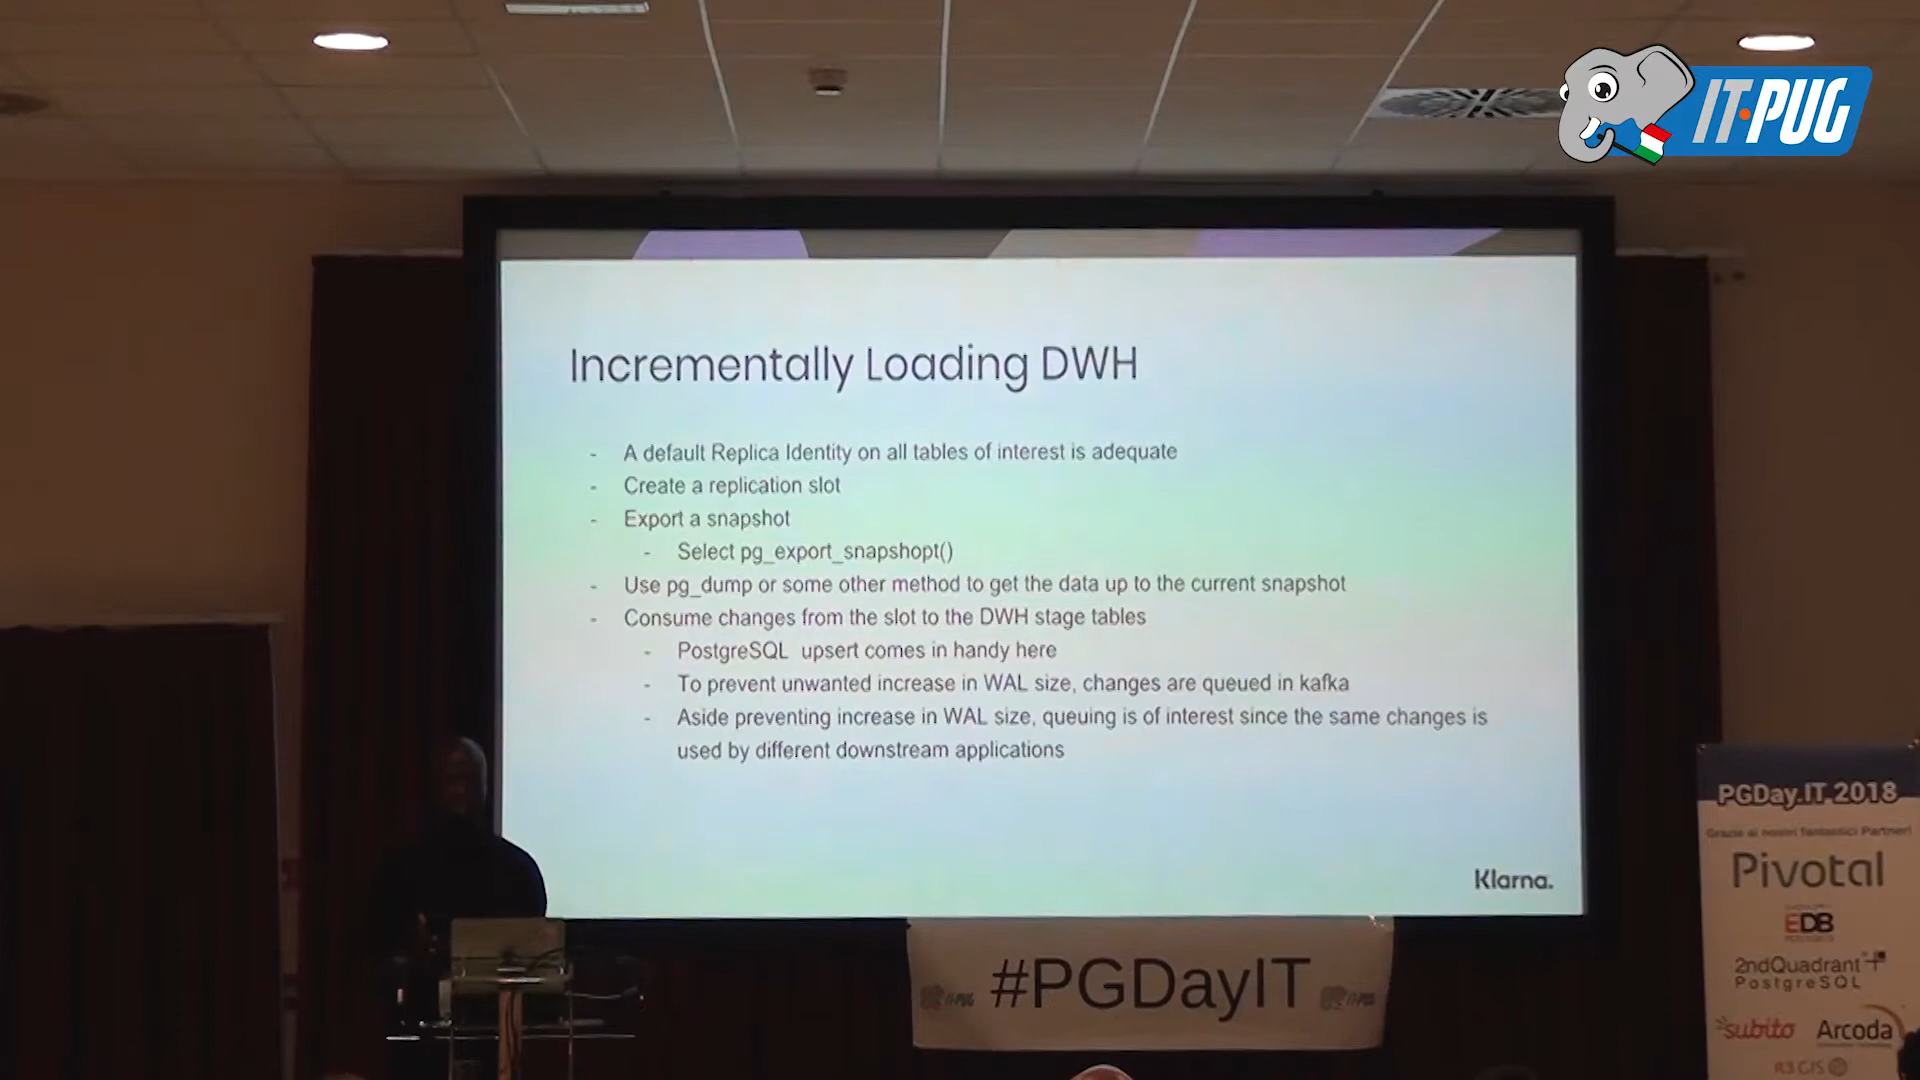 IT·PUG
Incrementally Loading DWH
- A default Replica Identity on all tables of interest is adequate
- Create a replication slot
- Export a snapshot
- Select pg_export_snapshopt()
- Use pg_dump or some other method to get the data up to the current snapshot
- Consume changes from the slot to the DWH stage tables
- PostgreSQL upsert comes in handy here
- To prevent unwanted increase in WAL size, changes are queued in kafka
- Aside preventing increase in WAL size, queuing is of interest since the same changes is
used by different downstream applications
Klarna.
#PGDayIT
PGDay.IT 2018
Grazie ai nostri fantastici Partner!
Pivotal
EDB
2ndQuadrant
PostgreSQL
subito Arcoda
R3 GIS